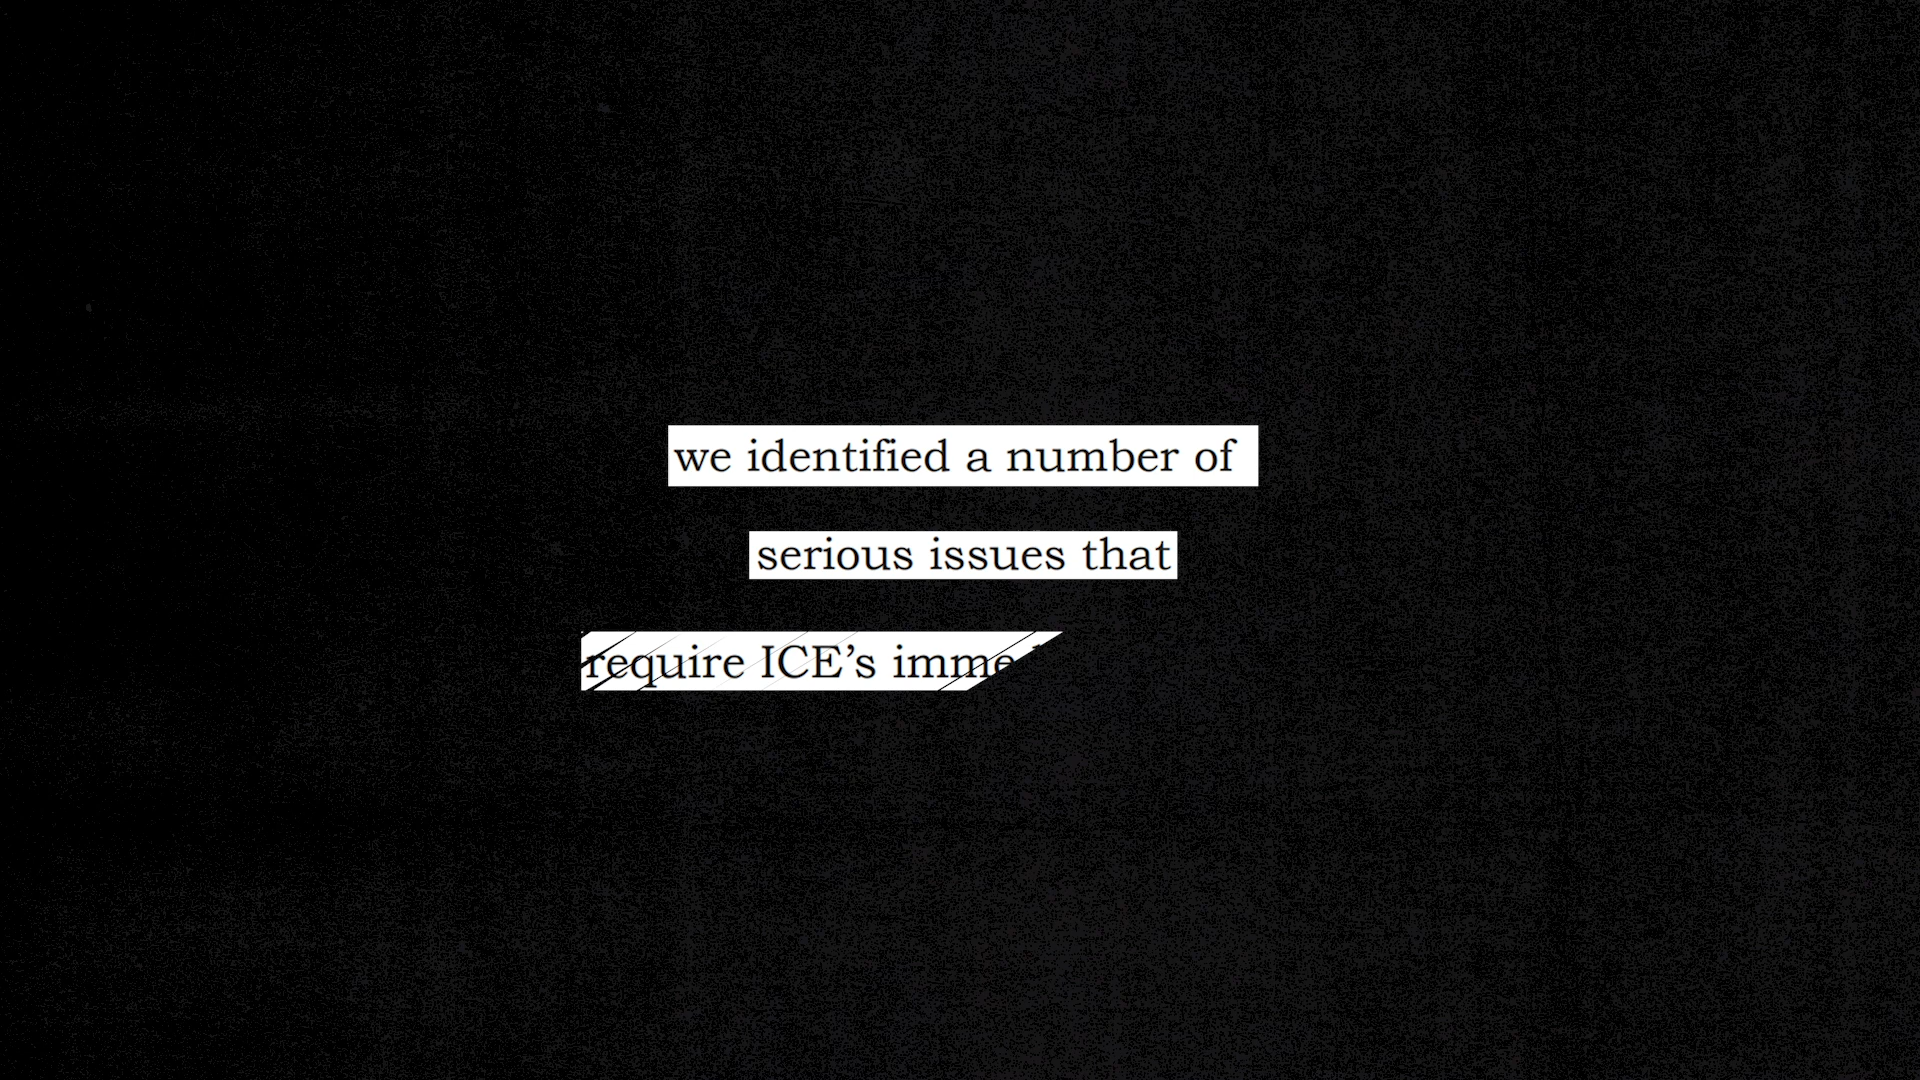 we identified a number of
serious issues that
require ICE’s imme